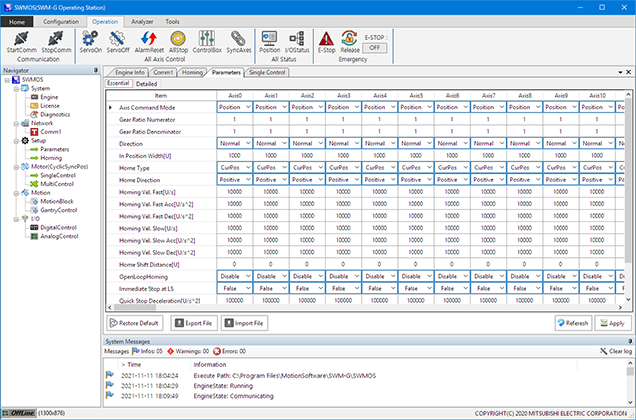 SWMOS(SWM-G Operating Station)
Home Configuration Operation Analyzer Tools
StartComm StopComm ServoOn ServoOff AlarmReset AllStop ControlBox SyncAxes Position I/OStatus E-Stop Release E-STOP : OFF
Communication All Axis Control All Status Emergency
Navigator
SWMOS
System
Engine
License
Diagnostics
Network
Comm1
Setup
Parameters
Homing
Motor(CyclicSyncPos)
SingleControl
MultiControl
Motion
MotionBlock
GantryControl
I/O
DigitalControl
AnalogControl
Engine Info Comm1 Homing Parameters Single Control
Essential Detailed
Item Axis0 Axis1 Axis2 Axis3 Axis4 Axis5 Axis6 Axis7 Axis8 Axis9 Axis10
Axis Command Mode Position Position Position Position Position Position Position Position Position Position Position
Gear Ratio Numerator 1 1 1 1 1 1 1 1 1 1 1
Gear Ratio Denominator 1 1 1 1 1 1 1 1 1 1 1
Direction Normal Normal Normal Normal Normal Normal Normal Normal Normal Normal Normal
In Position Width[U] 1000 1000 1000 1000 1000 1000 1000 1000 1000 1000 1000
Home Type CurPos CurPos CurPos CurPos CurPos CurPos CurPos CurPos CurPos CurPos CurPos
Home Direction Positive Positive Positive Positive Positive Positive Positive Positive Positive Positive Positive
Homing Vel. Fast[U/s] 10000 10000 10000 10000 10000 10000 10000 10000 10000 10000 10000
Homing Vel. Fast Acc[U/s^2] 10000 10000 10000 10000 10000 10000 10000 10000 10000 10000 10000
Homing Vel. Fast Dec[U/s^2] 10000 10000 10000 10000 10000 10000 10000 10000 10000 10000 10000
Homing Vel. Slow[U/s] 10000 10000 10000 10000 10000 10000 10000 10000 10000 10000 10000
Homing Vel. Slow Acc[U/s^2] 10000 10000 10000 10000 10000 10000 10000 10000 10000 10000 10000
Homing Vel. Slow Dec[U/s^2] 10000 10000 10000 10000 10000 10000 10000 10000 10000 10000 10000
Home Shift Distance[U] 0 0 0 0 0 0 0 0 0 0 0
OpenLoopHorming Disable Disable Disable Disable Disable Disable Disable Disable Disable Disable Disable
Immediate Stop at LS False False False False False False False False False False False
Quick Stop Deceleration[U/s^2] 100000 100000 100000 100000 100000 100000 100000 100000 100000 100000 100000
Restore Default Export File Import File Refresh Apply
System Messages
Messages Infos: 05 Warnings: 00 Errors: 00 Clear log
> Time Information
2021-11-11 18:04:24 Execute Path: C:\Program Files\MotionSoftware\SWM-G\SWMOS
2021-11-11 18:04:29 EngineState: Running
2021-11-11 18:09:49 EngineState: Communicating
OffLine (1300x876) COPYRIGHT(C) 2020 MITSUBISHI ELECTRIC CORPORATION